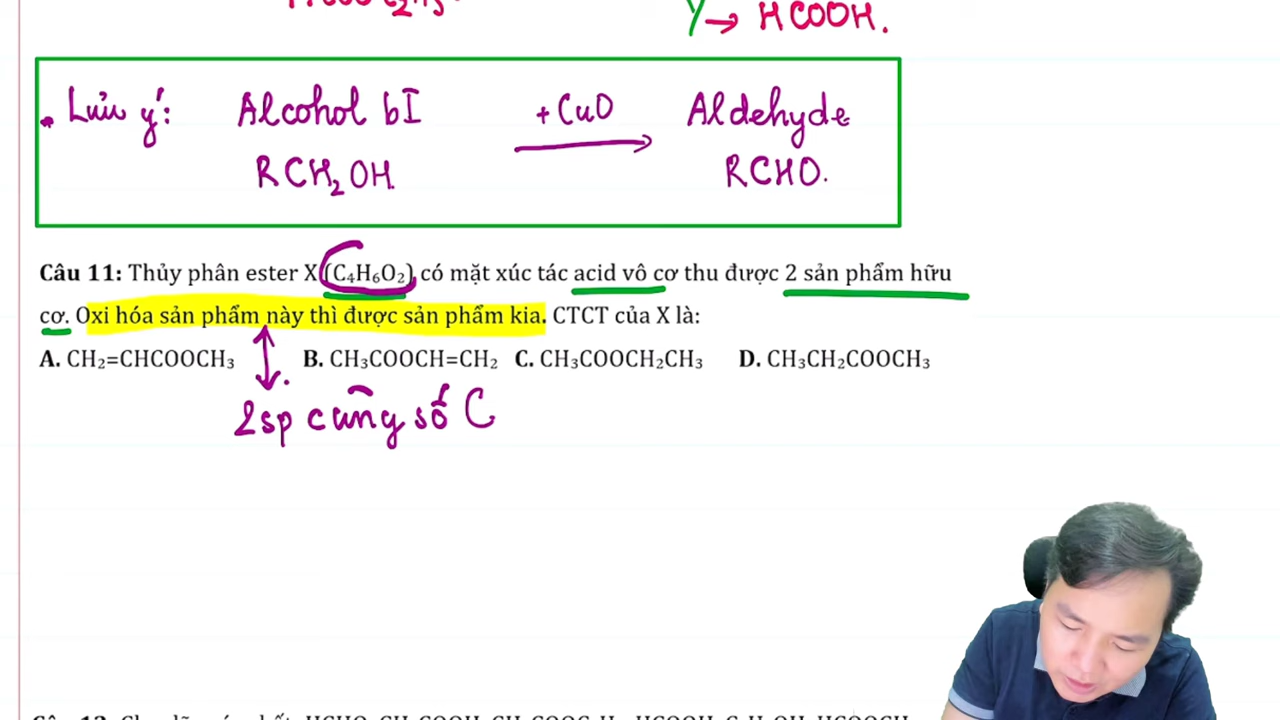 Y → HCOOH.
Lưu ý: Alcohol bI +CuO Aldehyde
RCH₂OH RCHO.
Câu 11: Thủy phân ester X (C₄H₆O₂) có mặt xúc tác acid vô cơ thu được 2 sản phẩm hữu
cơ. Oxi hóa sản phẩm này thì được sản phẩm kia. CTCT của X là:
A. CH₂=CHCOOCH₃ B. CH₃COOCH=CH₂ C. CH₃COOCH₂CH₃ D. CH₃CH₂COOCH₃
2sp cùng số C